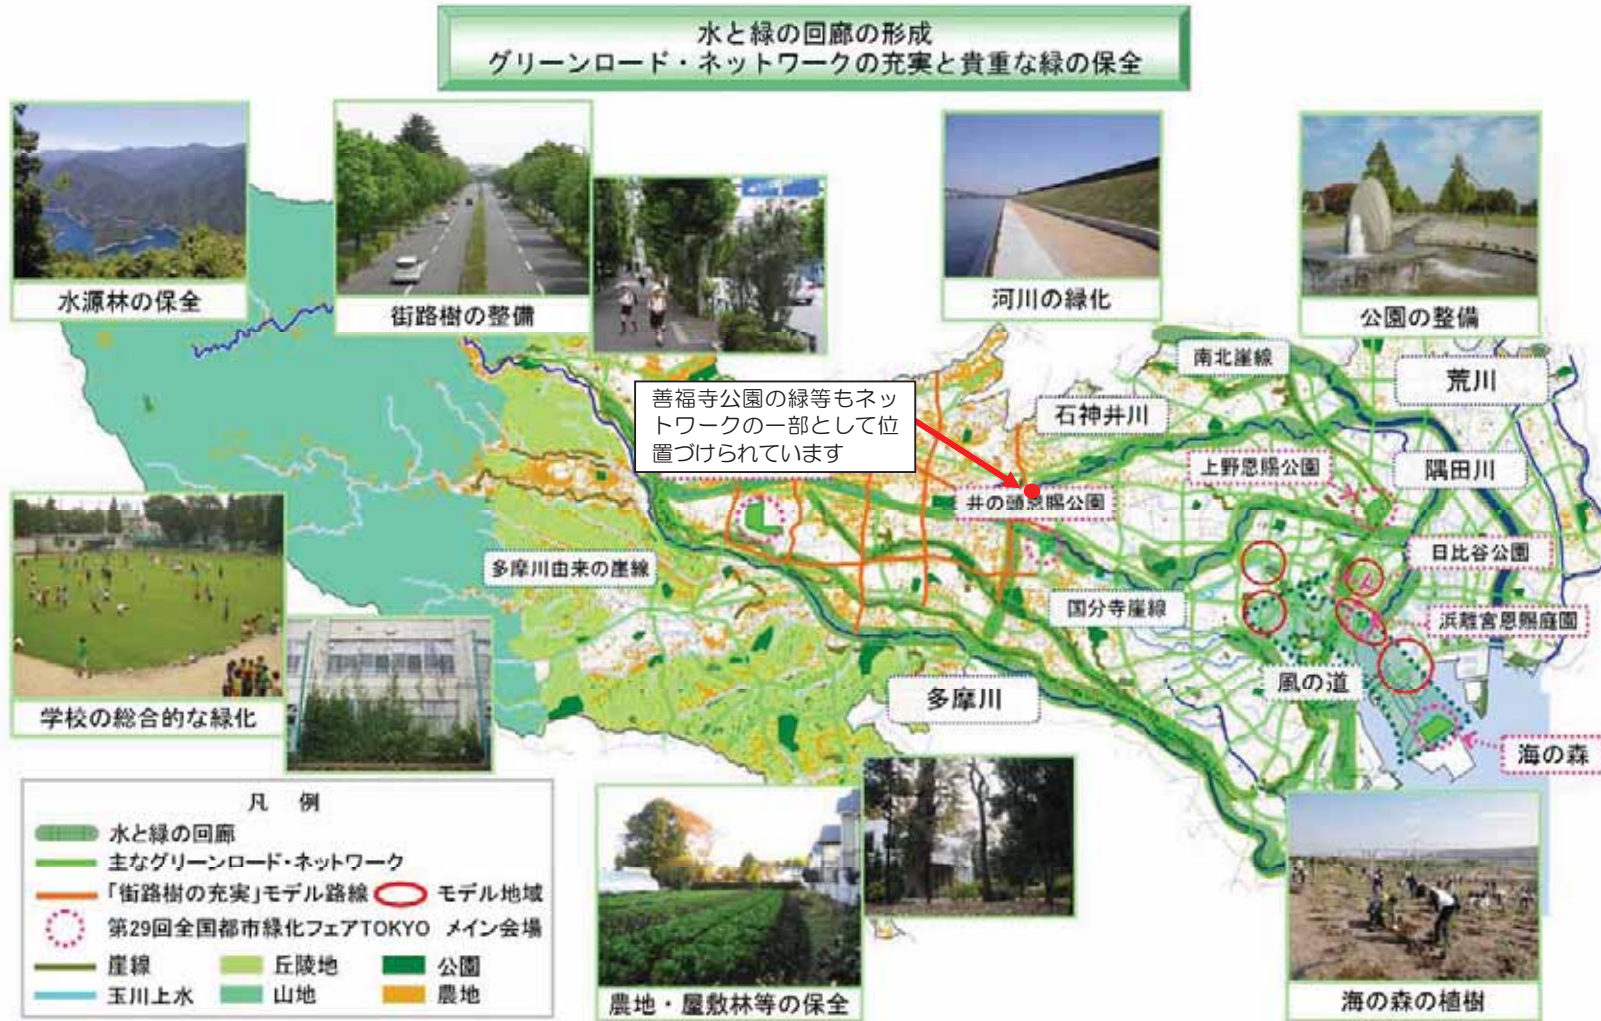 水と緑の回廊の形成
グリーンロード・ネットワークの充実と貴重な緑の保全
水源林の保全
街路樹の整備
河川の緑化
公園の整備
南北崖線
荒川
善福寺公園の緑等もネッ
トワークの一部として位
置づけられています
石神井川
上野恩賜公園
隅田川
井の頭恩賜公園
日比谷公園
多摩川由来の崖線
国分寺崖線
浜離宮恩賜庭園
風の道
多摩川
学校の総合的な緑化
海の森
凡 例
水と緑の回廊
主なグリーンロード・ネットワーク
「街路樹の充実」モデル路線 モデル地域
第29回全国都市緑化フェアTOKYO メイン会場
崖線 丘陵地 公園
玉川上水 山地 農地
農地・屋敷林等の保全
海の森の植樹